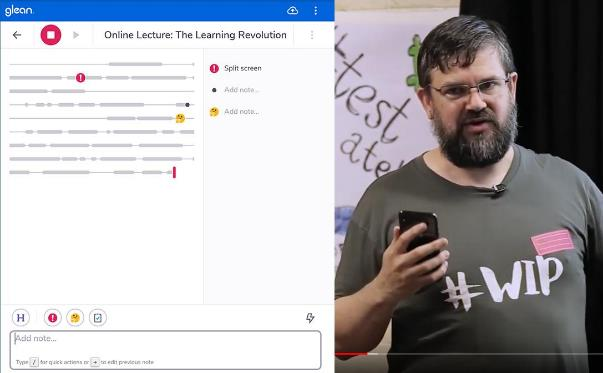 glean.
Online Lecture: The Learning Revolution
Split screen
Add note...
Add note...
H
Add note...
Type / for quick actions or + to edit previous note
test
#WIP